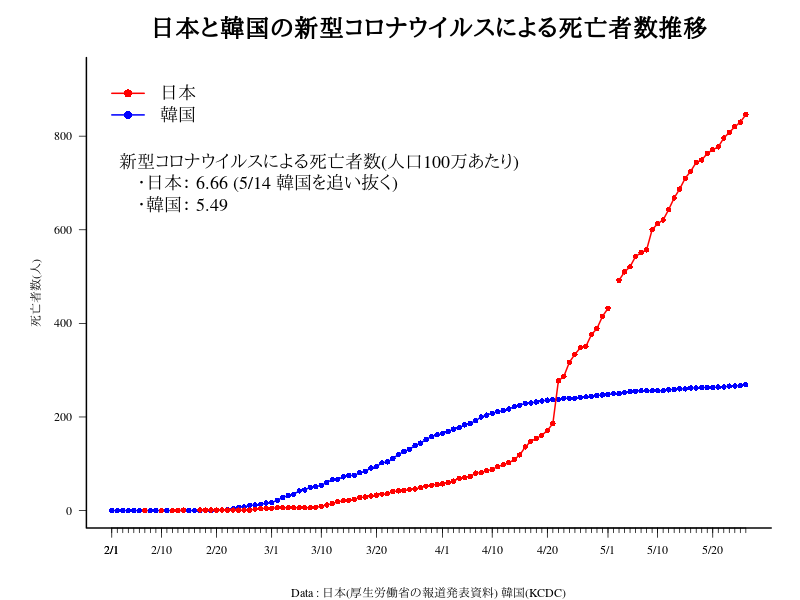 日本と韓国の新型コロナウイルスによる死亡者数推移
日本
韓国
新型コロナウイルスによる死亡者数(人口100万あたり)
・日本： 6.66 (5/14 韓国を追い抜く)
・韓国： 5.49
死亡者数(人)
800
600
400
200
0
2/1 2/10 2/20 3/1 3/10 3/20 4/1 4/10 4/20 5/1 5/10 5/20
Data : 日本(厚生労働省の報道発表資料) 韓国(KCDC)